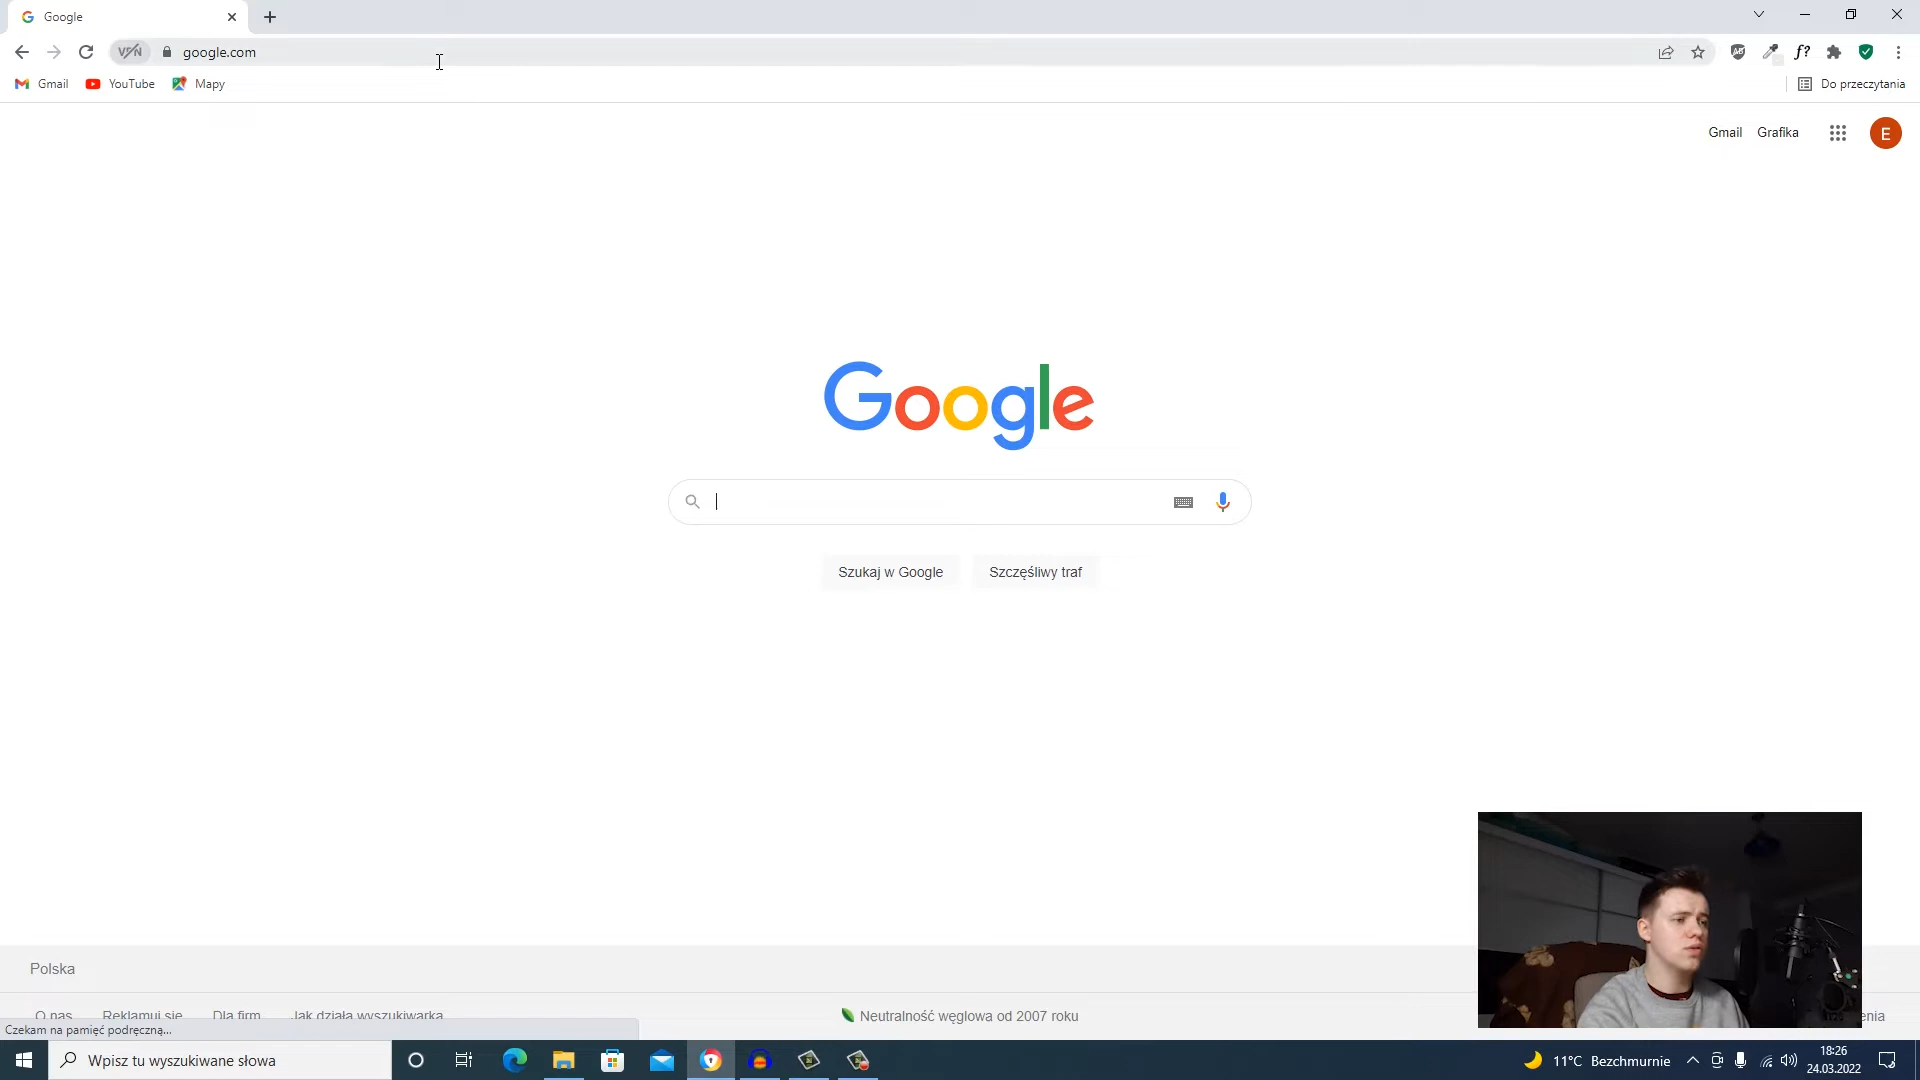 Google
VPN
google.com
f?
Gmail
YouTube
Mapy
Do przeczytania
Gmail
Grafika
E
Google
Szukaj w Google
Szczęśliwy traf
Polska
O nas
Reklamuj się
Dla firm
Jak działa wyszukiwarka
Neutralność węglowa od 2007 roku
Czekam na pamięć podręczną...
Wpisz tu wyszukiwane słowa
11°C Bezchmurnie
18:26
24.03.2022